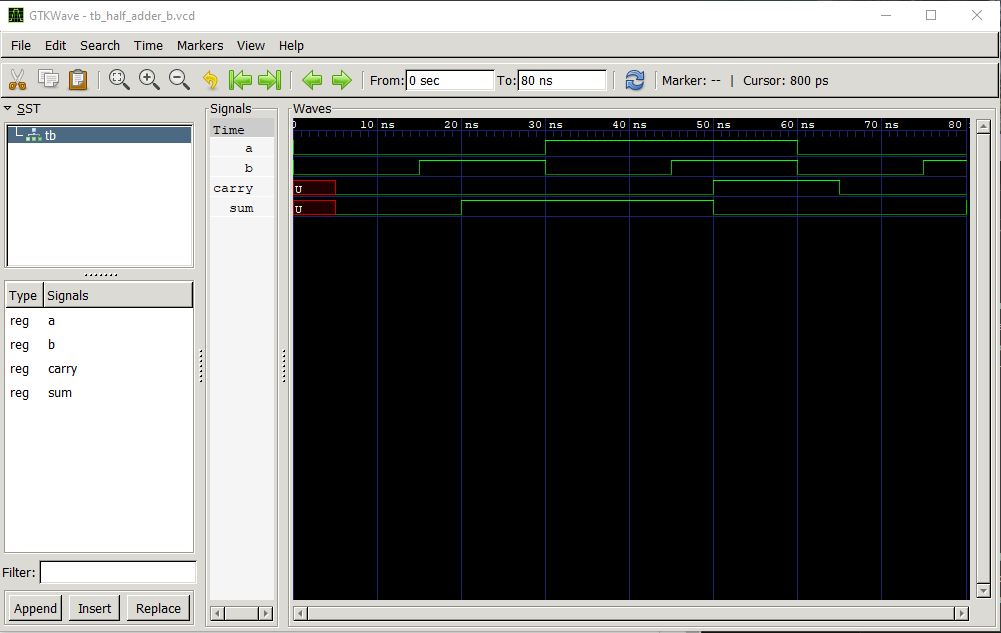 GTKWave - tb_half_adder_b.vcd
File Edit Search Time Markers View Help
From: 0 sec To: 80 ns Marker: -- | Cursor: 800 ps
SST
tb
Type Signals
reg a
reg b
reg carry
reg sum
Filter:
Append Insert Replace
Signals
Time
a
b
carry
sum
Waves
0 10 ns 20 ns 30 ns 40 ns 50 ns 60 ns 70 ns 80
U
U